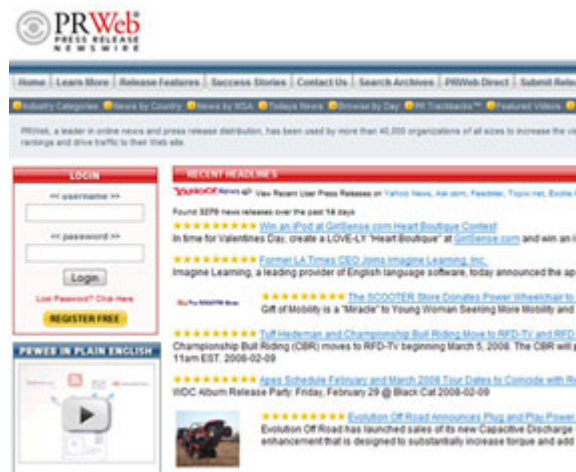 PRWeb
PRESS RELEASE
NEWSWIRE
Home Learn More Release Features Success Stories Contact Us Search Archives PRWeb Direct Submit Relea
Industry Categories News by Country News by MSA Todays News Browse by Day PR Trackbacks™ Featured Videos
PRWeb, a leader in online news and press release distribution, has been used by more than 40,000 organizations of all sizes to increase the vi
rankings and drive traffic to their Web site.
LOGIN
<< username >>
<< password >>
Login
Lost Password? Click Here
REGISTER FREE
PRWEB IN PLAIN ENGLISH
RECENT HEADLINES
YAHOO! News View Recent User Press Releases on Yahoo News, Ask.com, Feedster, Topix.net, Excite
Found 3270 news releases over the past 14 days
Win an iPod at GirlSense.com Heart Boutique Contest
In time for Valentines Day, create a LOVE-LY "Heart Boutique" at GirlSense.com and win an i
Former LA Times CEO Joins Imagine Learning, Inc.
Imagine Learning, a leading provider of English language software, today announced the ap
The SCOOTER Store
The SCOOTER Store Donates Power Wheelchair to
Gift of Mobility is a "Miracle" to Young Woman Seeking More Mobility and
Tuff Hedeman and Championship Bull Riding Move to RFD-TV and RFD
Championship Bull Riding (CBR) moves to RFD-TV beginning March 5, 2008. The CBR will p
11am EST. 2008-02-09
Apes Schedule February and March 2008 Tour Dates to Coincide with Re
WDC Album Release Party: Friday, February 29 @ Black Cat 2008-02-09
Evolution Off Road Announces Plug and Play Power
Evolution Off Road has launched sales of its new Capacitive Discharge
enhancement that is designed to substantially increase torque and add